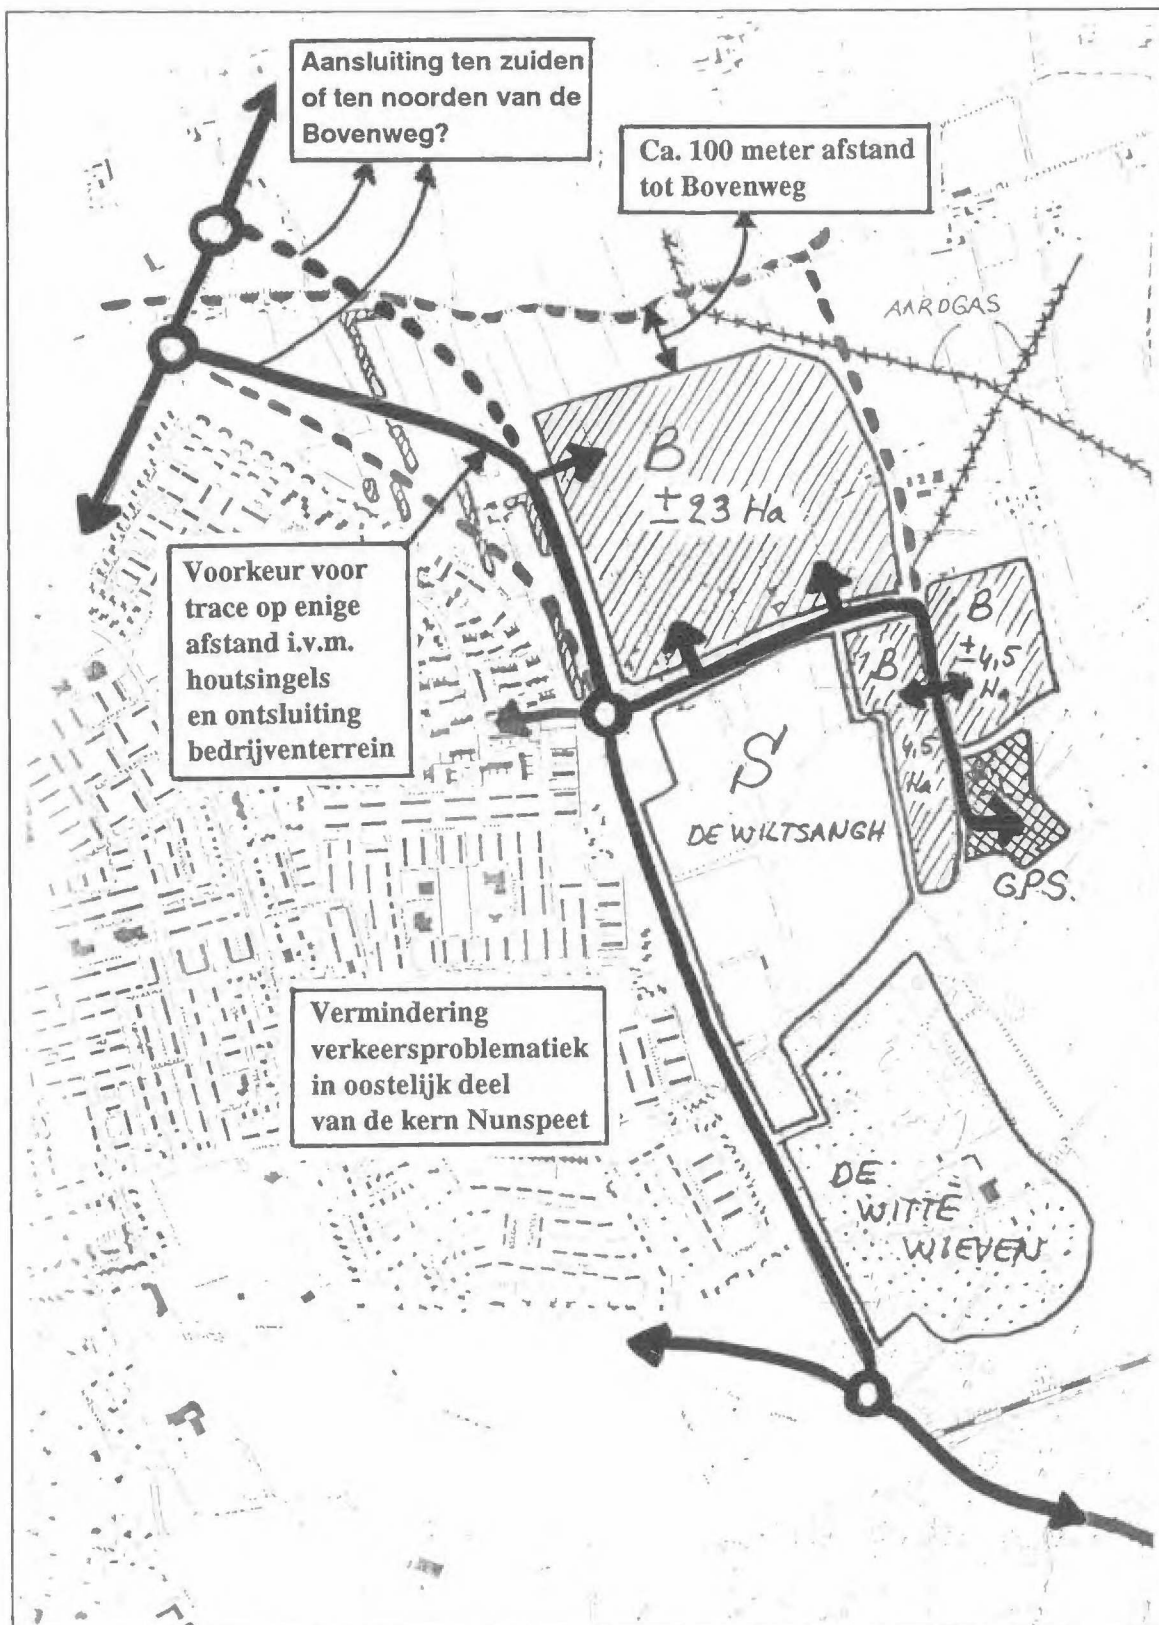 Aansluiting ten zuiden
of ten noorden van de
Bovenweg?
Ca. 100 meter afstand
tot Bovenweg
AARDGAS
B
± 23 Ha
Voorkeur voor
trace op enige
afstand i.v.m.
houtsingels
en ontsluiting
bedrijventerrein
B
± 4,5
Ha
B
4,5
Ha
S
DE WILTSANGH
G.P.S.
Vermindering
verkeersproblematiek
in oostelijk deel
van de kern Nunspeet
DE
WITTE
WIEVEN